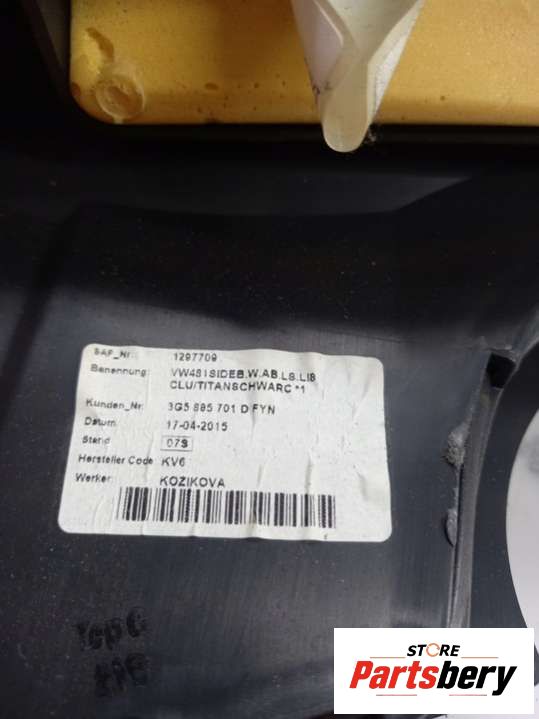 SAP_Nr.: 1297709
Benennung: VW481SIDEB.W.AB.LS.LI8
CLU/TITANSCHWARC *1
Kunden_Nr. 3G5 885 701 D FYN
Datum 17-04-2015
Stand 07S
Hersteller Code KV6
Werker: KOZIKOVA
STORE
Partsbery